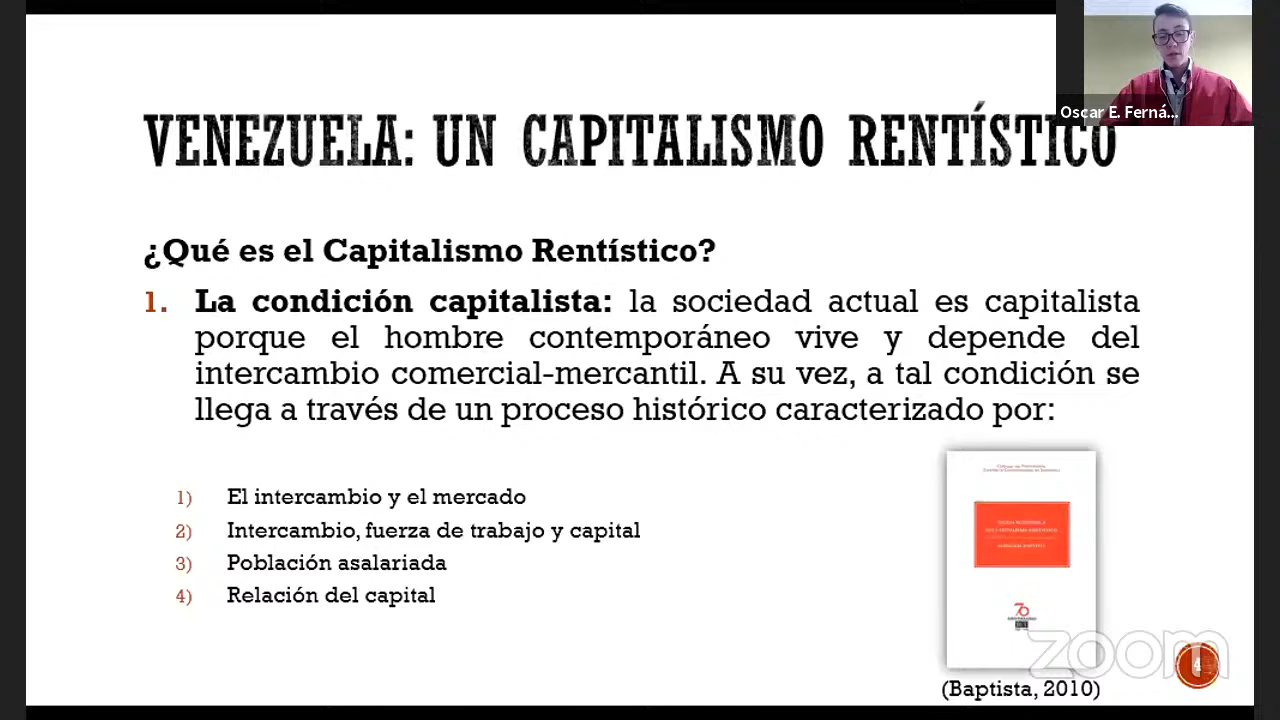 Oscar E. Ferná...
VENEZUELA: UN CAPITALISMO RENTÍSTICO
¿Qué es el Capitalismo Rentístico?
1. La condición capitalista: la sociedad actual es capitalista
porque el hombre contemporáneo vive y depende del
intercambio comercial-mercantil. A su vez, a tal condición se
llega a través de un proceso histórico caracterizado por:
1) El intercambio y el mercado
2) Intercambio, fuerza de trabajo y capital
3) Población asalariada
4) Relación del capital
70
zoom
4
(Baptista, 2010)